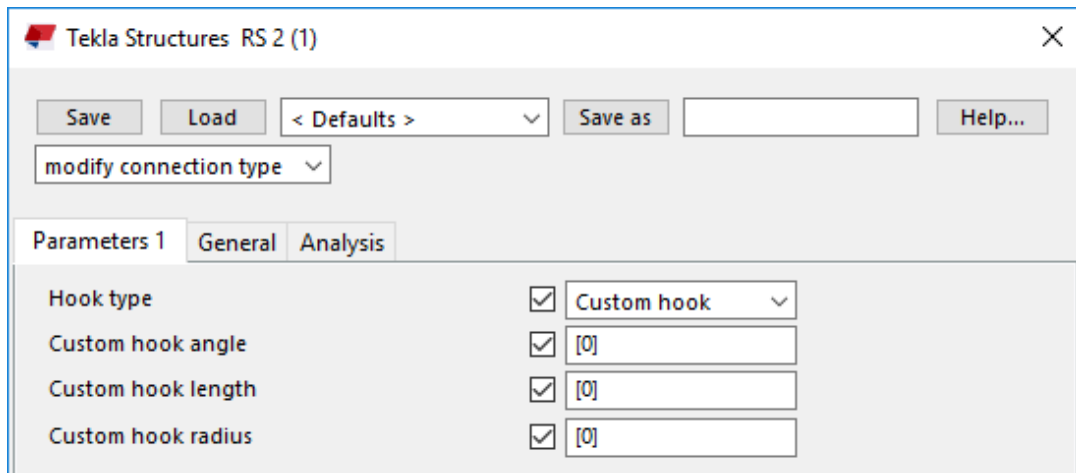 Tekla Structures RS 2 (1)
Save Load < Defaults > Save as Help...
modify connection type
Parameters 1 General Analysis
Hook type Custom hook
Custom hook angle [0]
Custom hook length [0]
Custom hook radius [0]